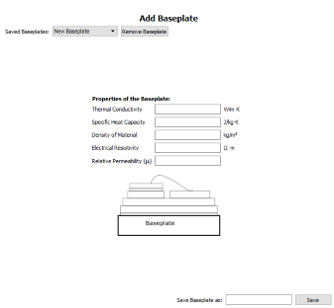 Add Baseplate
Saved Baseplates: New Baseplate Remove Baseplate
Properties of the Baseplate:
Thermal Conductivity W/m·K
Specific Heat Capacity J/kg·K
Density of Material kg/m³
Electrical Resistivity Ω·m
Relative Permeability (μ)
Baseplate
Save Baseplate as: Save